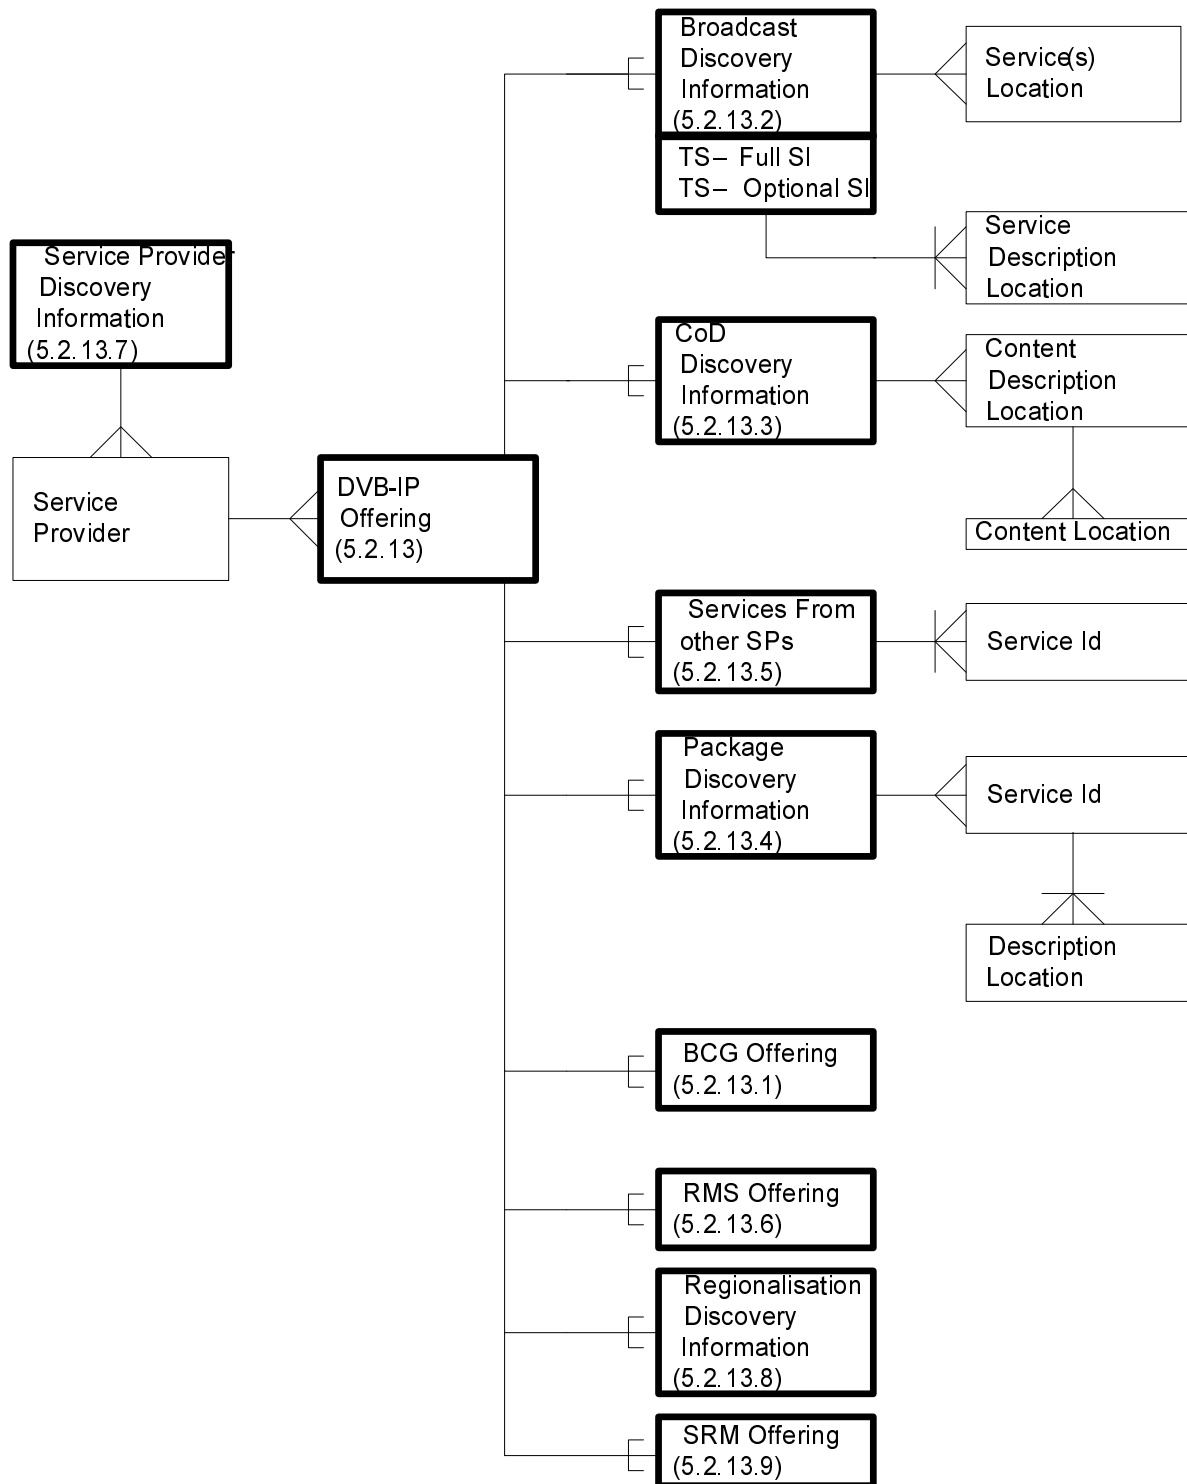 Broadcast
Discovery
Information
(5.2.13.2)
Service(s)
Location
TS– Full SI
TS– Optional SI
Service
Description
Location
Service Provider
Discovery
Information
(5.2.13.7)
CoD
Discovery
Information
(5.2.13.3)
Content
Description
Location
Service
Provider
DVB-IP
Offering
(5.2.13)
Content Location
Services From
other SPs
(5.2.13.5)
Service Id
Package
Discovery
Information
(5.2.13.4)
Service Id
Description
Location
BCG Offering
(5.2.13.1)
RMS Offering
(5.2.13.6)
Regionalisation
Discovery
Information
(5.2.13.8)
SRM Offering
(5.2.13.9)